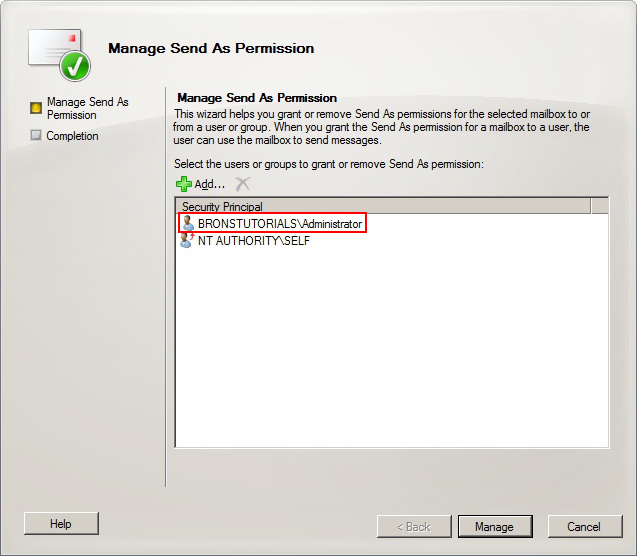 Manage Send As Permission
Manage Send As
Permission
Completion
Manage Send As Permission
This wizard helps you grant or remove Send As permissions for the selected mailbox to or
from a user or group. When you grant the Send As permission for a mailbox to a user, the
user can use the mailbox to send messages.
Select the users or groups to grant or remove Send As permission:
Add...
Security Principal
BRONSTUTORIALS\Administrator
NT AUTHORITY\SELF
Help
< Back
Manage
Cancel